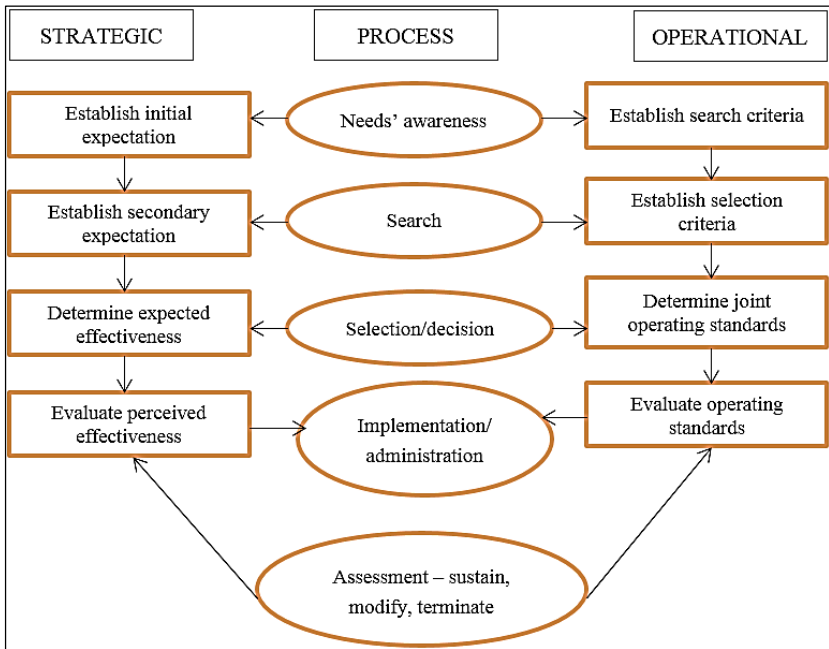 STRATEGIC
PROCESS
OPERATIONAL
Establish initial
expectation
Needs’ awareness
Establish search criteria
Establish secondary
expectation
Search
Establish selection
criteria
Determine expected
effectiveness
Selection/decision
Determine joint
operating standards
Evaluate perceived
effectiveness
Implementation/
administration
Evaluate operating
standards
Assessment – sustain,
modify, terminate